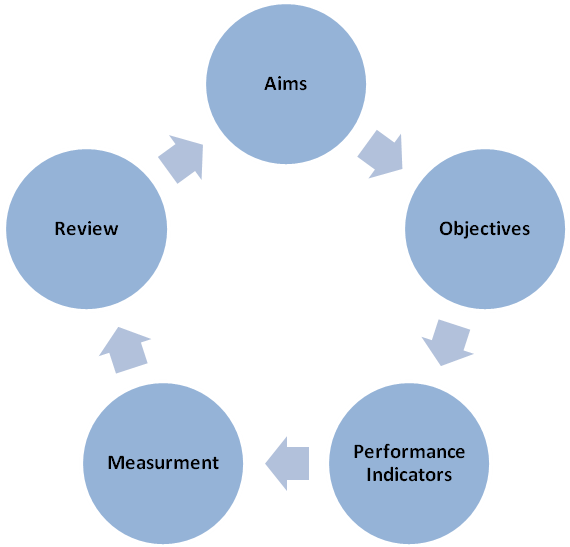 Aims
Objectives
Performance
Indicators
Measurment
Review